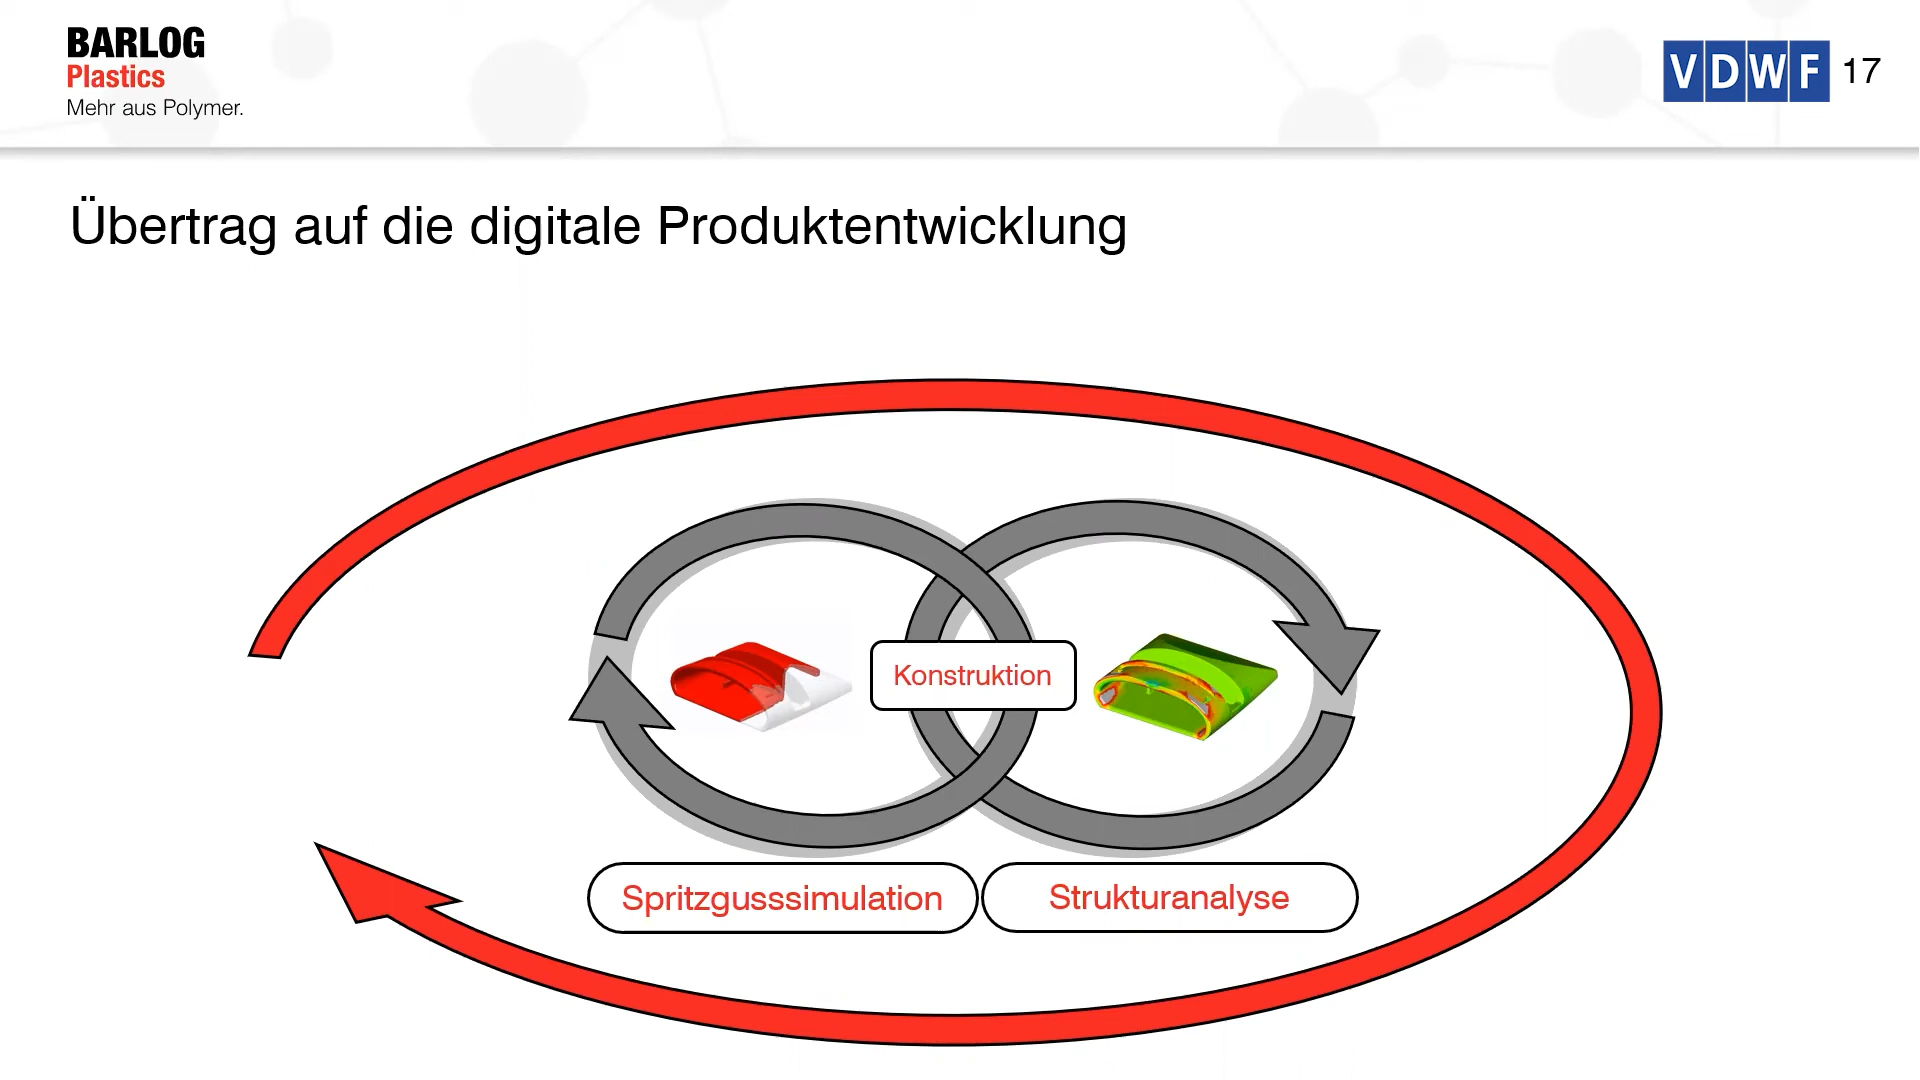 BARLOG
Plastics
Mehr aus Polymer.
VDWF 17
Übertrag auf die digitale Produktentwicklung
Konstruktion
Spritzgusssimulation
Strukturanalyse